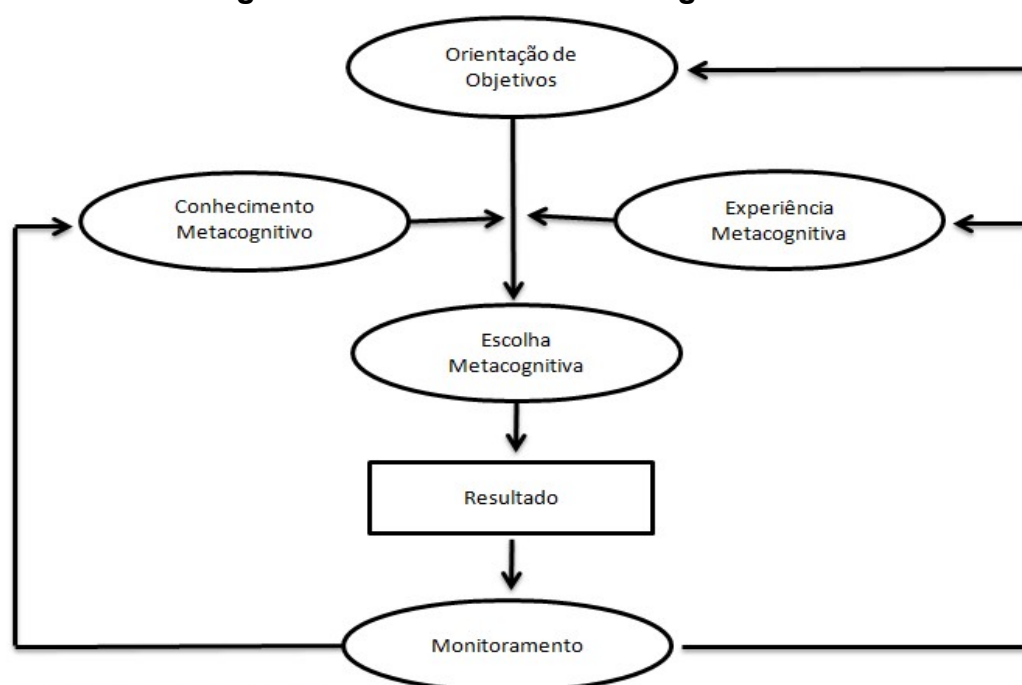 Orientação de
Objetivos
Conhecimento
Metacognitivo
Experiência
Metacognitiva
Escolha
Metacognitiva
Resultado
Monitoramento